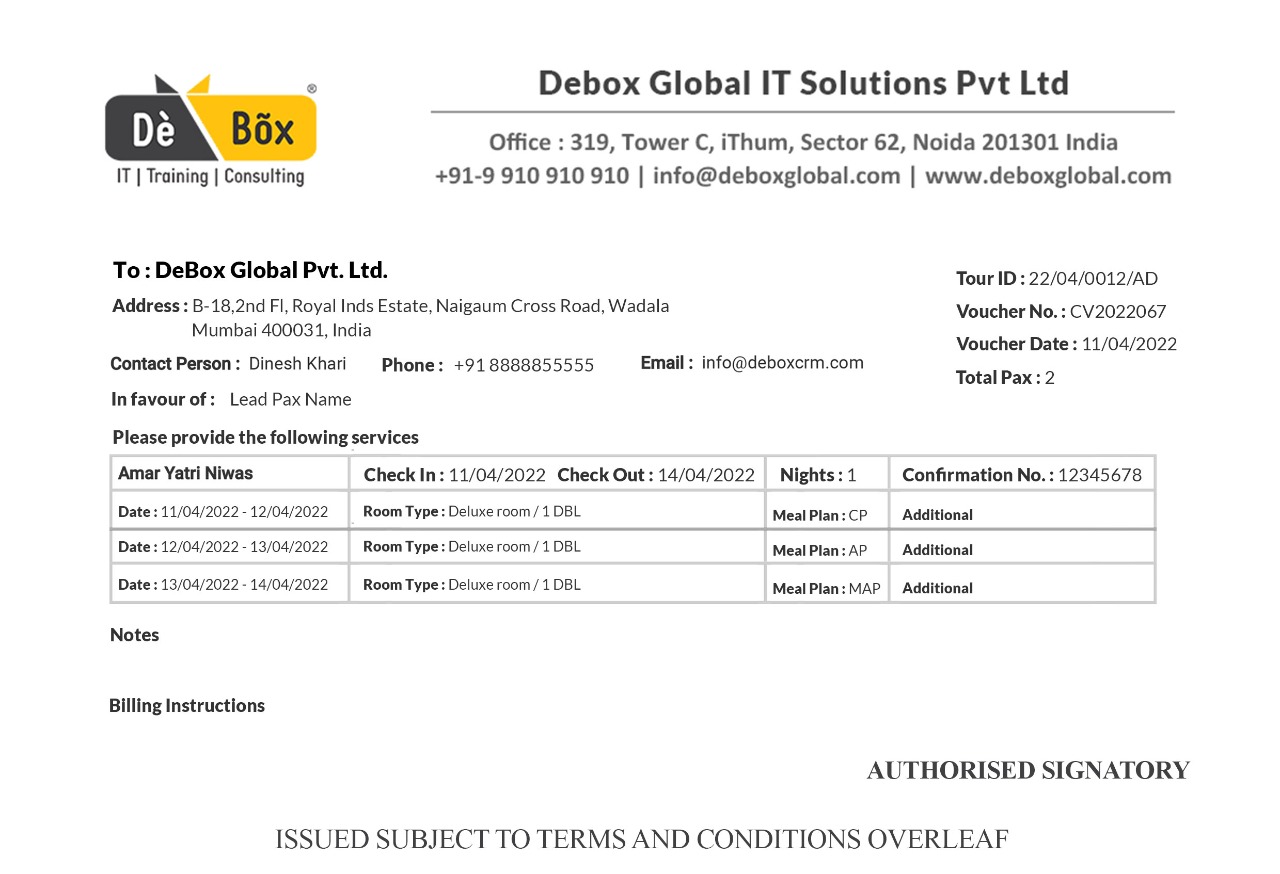 Dè Bõx ®
IT | Training | Consulting
Debox Global IT Solutions Pvt Ltd
Office : 319, Tower C, iThum, Sector 62, Noida 201301 India
+91-9 910 910 910 | info@deboxglobal.com | www.deboxglobal.com
To : DeBox Global Pvt. Ltd.
Address : B-18,2nd Fl, Royal Inds Estate, Naigaum Cross Road, Wadala
Mumbai 400031, India
Contact Person : Dinesh Khari Phone : +91 8888855555 Email : info@deboxcrm.com
In favour of : Lead Pax Name
Tour ID : 22/04/0012/AD
Voucher No. : CV2022067
Voucher Date : 11/04/2022
Total Pax : 2
Please provide the following services
Amar Yatri Niwas Check In : 11/04/2022 Check Out : 14/04/2022 Nights : 1 Confirmation No. : 12345678
Date : 11/04/2022 - 12/04/2022 Room Type : Deluxe room / 1 DBL Meal Plan : CP Additional
Date : 12/04/2022 - 13/04/2022 Room Type : Deluxe room / 1 DBL Meal Plan : AP Additional
Date : 13/04/2022 - 14/04/2022 Room Type : Deluxe room / 1 DBL Meal Plan : MAP Additional
Notes
Billing Instructions
AUTHORISED SIGNATORY
ISSUED SUBJECT TO TERMS AND CONDITIONS OVERLEAF